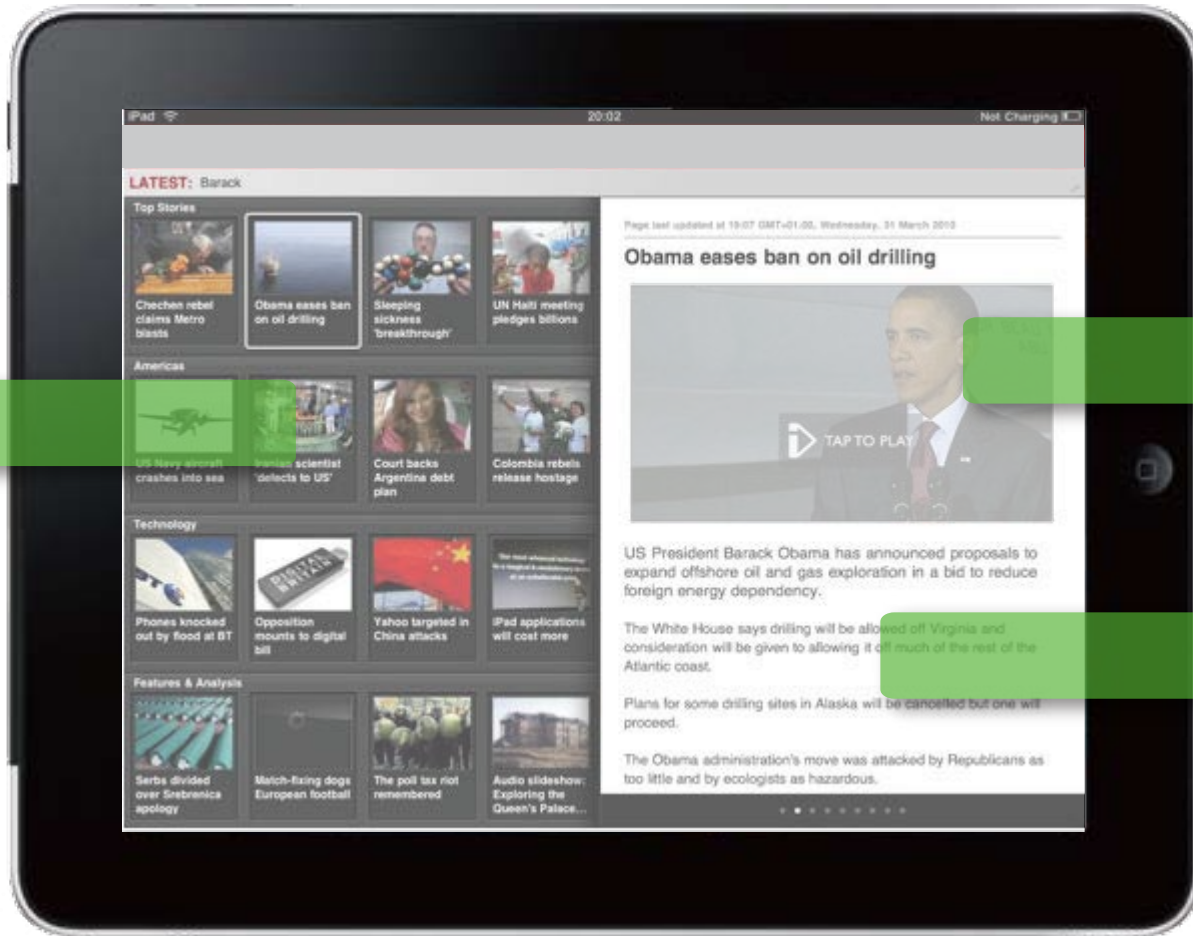 iPad 20:02 Not Charging
LATEST: Barack
Top Stories
Chechen rebel
claims Metro
blasts
Obama eases ban
on oil drilling
Sleeping
sickness
'breakthrough'
UN Haiti meeting
pledges billions
Americas
US Navy aircraft
crashes into sea
Iranian scientist
'defects to US'
Court backs
Argentina debt
plan
Colombia rebels
release hostage
Technology
Phones knocked
out by flood at BT
Opposition
mounts to digital
bill
DIGITAL
BRITAIN
Yahoo targeted in
China attacks
iPad applications
will cost more
Features & Analysis
Serbs divided
over Srebrenica
apology
Match-fixing dogs
European football
The poll tax riot
remembered
Audio slideshow:
Exploring the
Queen's Palace...
Page last updated at 19:07 GMT+01:00, Wednesday, 31 March 2010
Obama eases ban on oil drilling
TAP TO PLAY
US President Barack Obama has announced proposals to
expand offshore oil and gas exploration in a bid to reduce
foreign energy dependency.
The White House says drilling will be allowed off Virginia and
consideration will be given to allowing it off much of the rest of the
Atlantic coast.
Plans for some drilling sites in Alaska will be cancelled but one will
proceed.
The Obama administration's move was attacked by Republicans as
too little and by ecologists as hazardous.